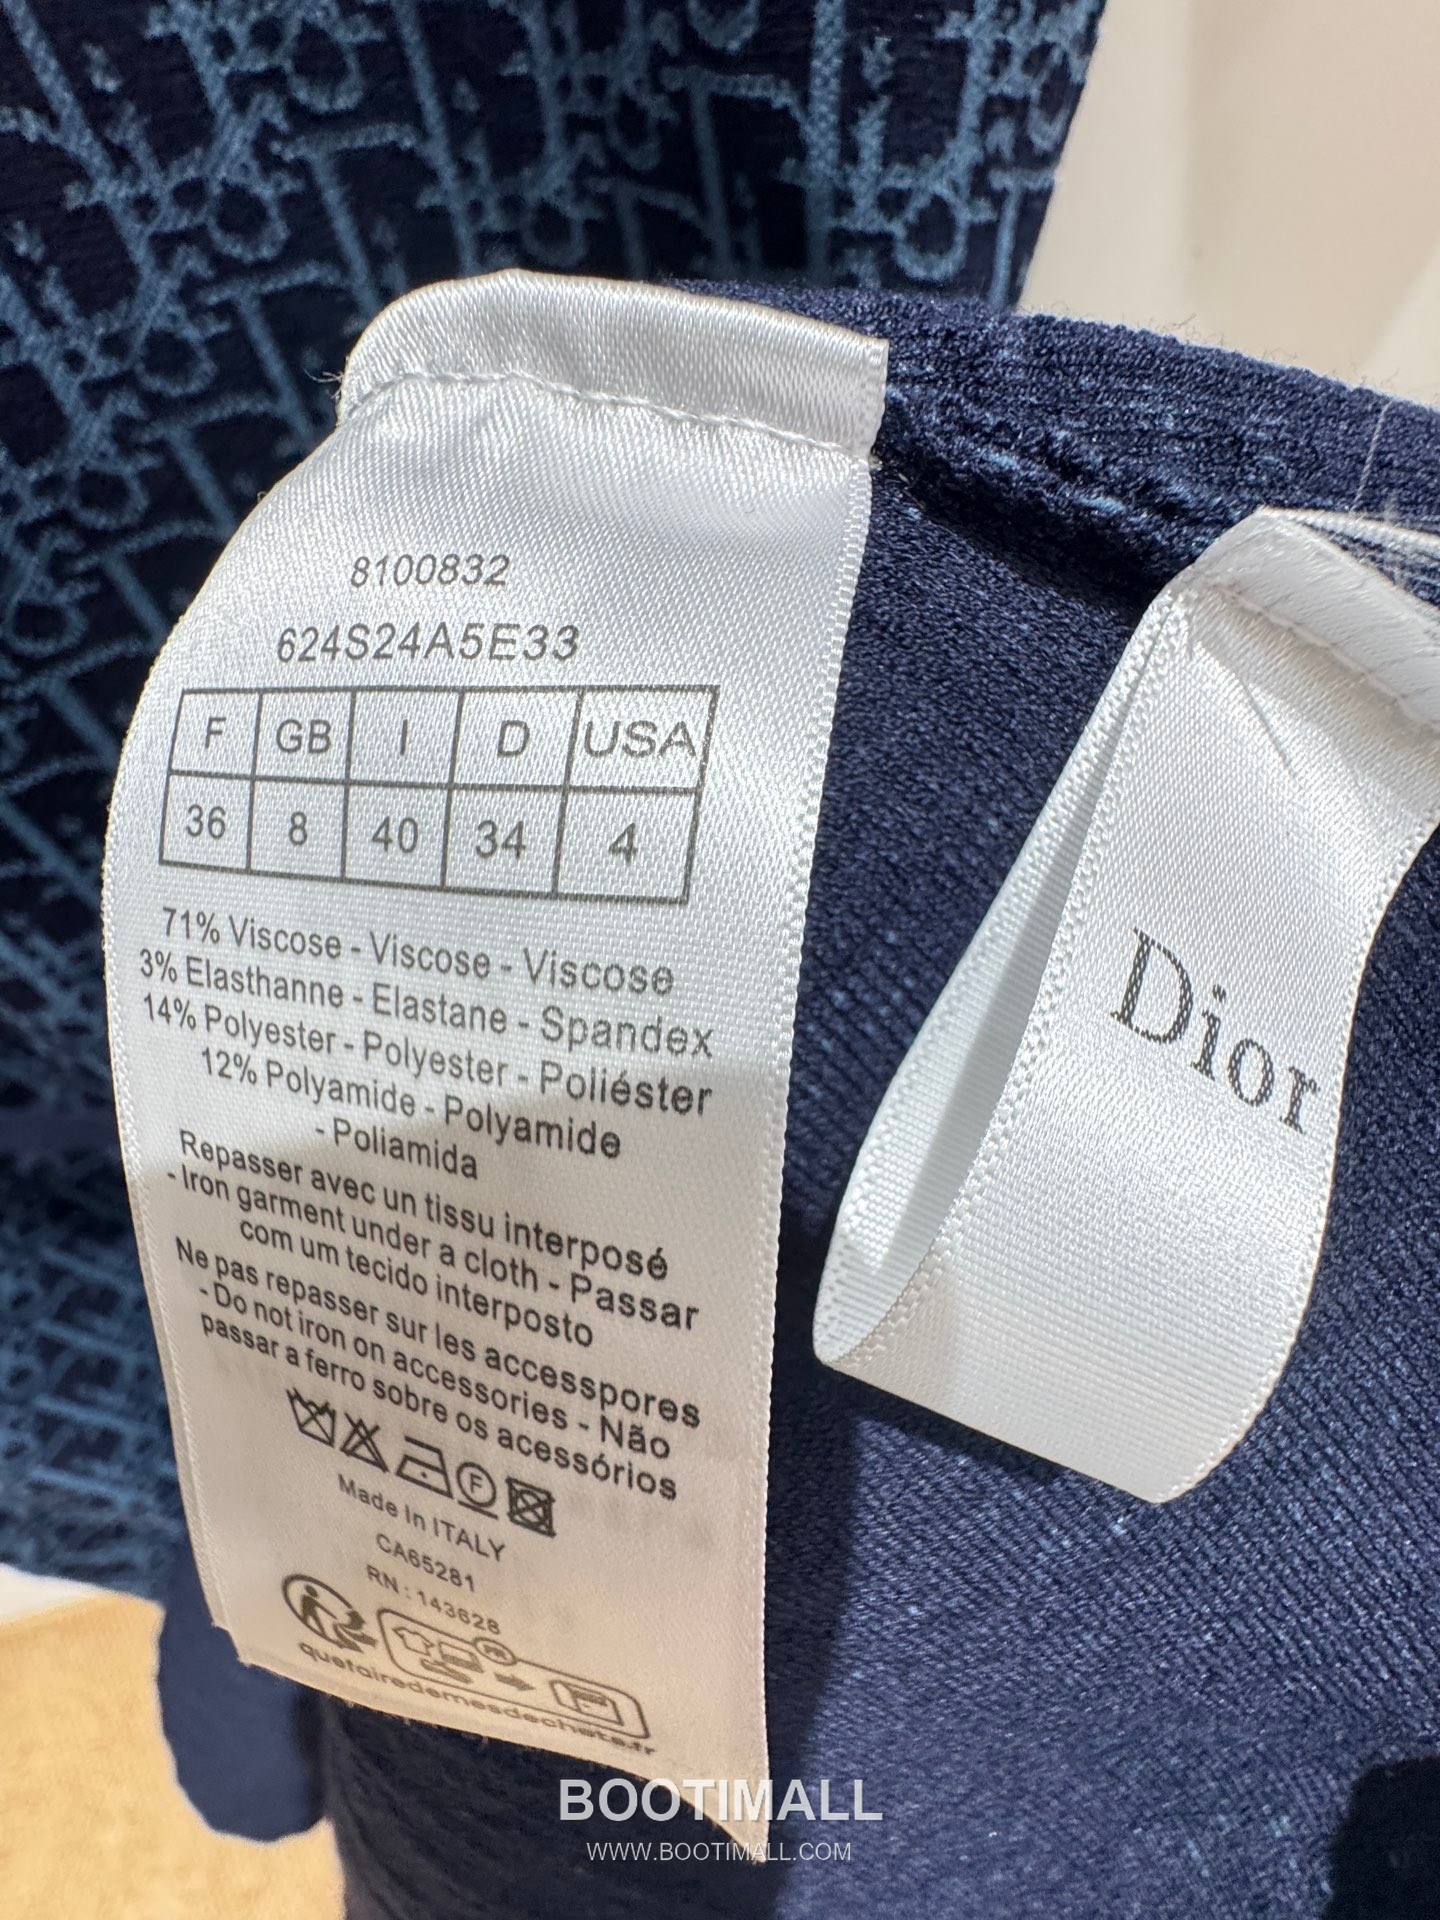 8100832
624S24A5E33
F GB I D USA
36 8 40 34 4
71% Viscose - Viscose - Viscose
3% Elasthanne - Elastane - Spandex
14% Polyester - Polyester - Poliéster
12% Polyamide - Polyamide
- Poliamida
Repasser avec un tissu interposé
- Iron garment under a cloth - Passar
com um tecido interposto
Ne pas repasser sur les accesspores
- Do not iron on accessories - Não
passar a ferro sobre os acessórios
F
Made In ITALY
CA65281
RN : 143628
FR
quefairedemesdechets.fr
Dior
BOOTIMALL
WWW.BOOTIMALL.COM